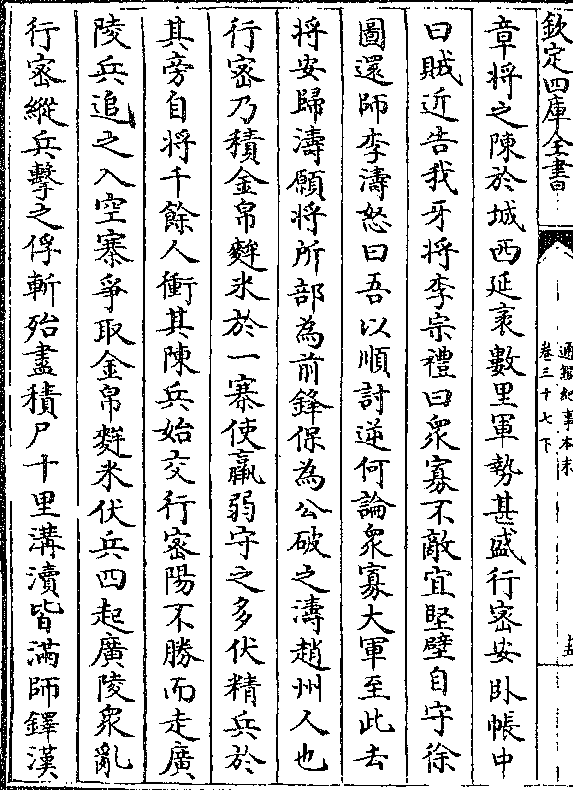 欽定四庫全書
通鑑紀事本末
卷三十七下
章將之陳於城西延袤數里軍勢甚盛行密安卧帳中
曰賊近告我牙將李宗禮曰衆寡不敵宜堅壁自守徐
圖還師李濤怒曰吾以順討逆何論衆寡大軍至此去
將安歸濤願將所部為前鋒保為公破之濤趙州人也
行密乃積金帛麰米於一寨使羸弱守之多伏精兵於
其旁自將千餘人衝其陳兵始交行密陽不勝而走廣
陵兵追之入空寨爭取金帛麰米伏兵四起廣陵衆亂
行密縱兵擊之俘斬殆盡積尸十里溝瀆皆滿師鐸漢